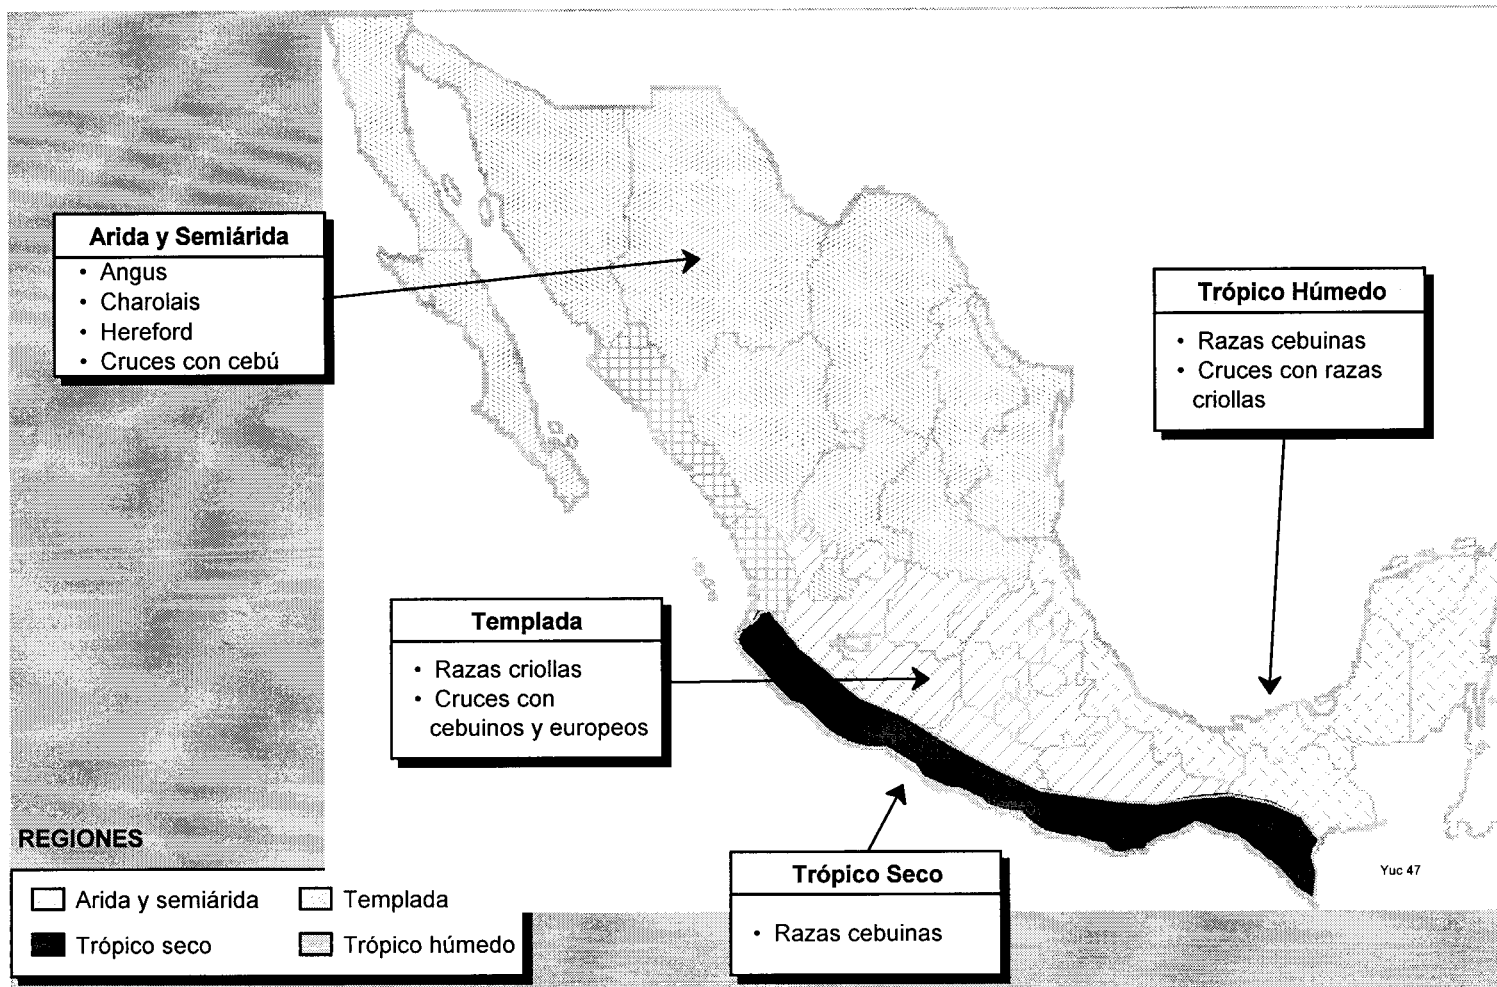 Arida y Semiárida
• Angus
• Charolais
• Hereford
• Cruces con cebú
Trópico Húmedo
• Razas cebuinas
• Cruces con razas
criollas
Templada
• Razas criollas
• Cruces con
cebuinos y europeos
Trópico Seco
• Razas cebuinas
Yuc 47
REGIONES
Arida y semiárida
Templada
Trópico seco
Trópico húmedo